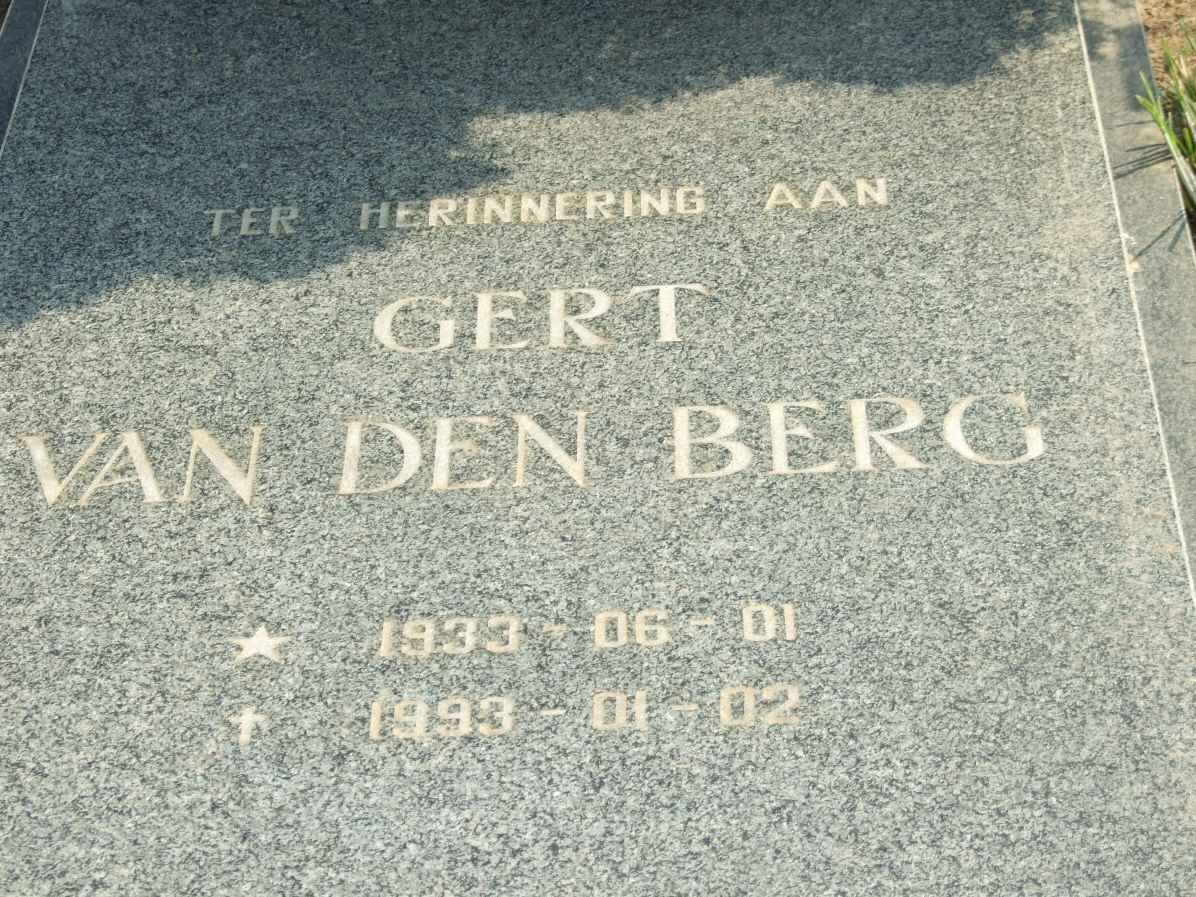 TER HERINNERING AAN
GERT
VAN DEN BERG
★ 1933 - 06 - 01
✝ 1993 - 01 - 02